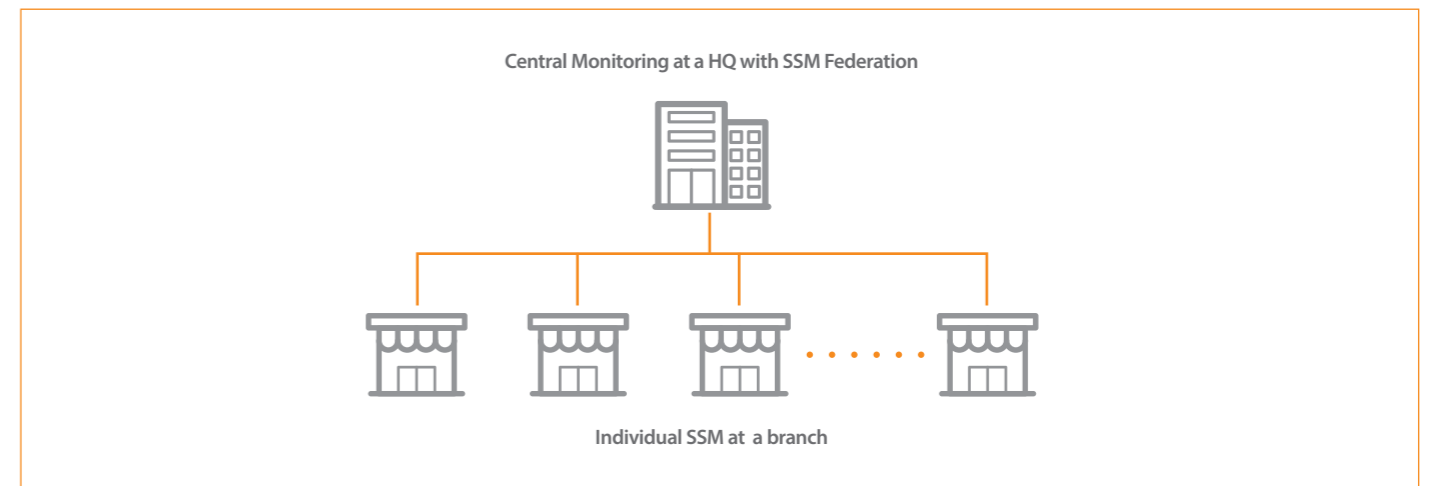 Central Monitoring at a HQ with SSM Federation
Individual SSM at a branch